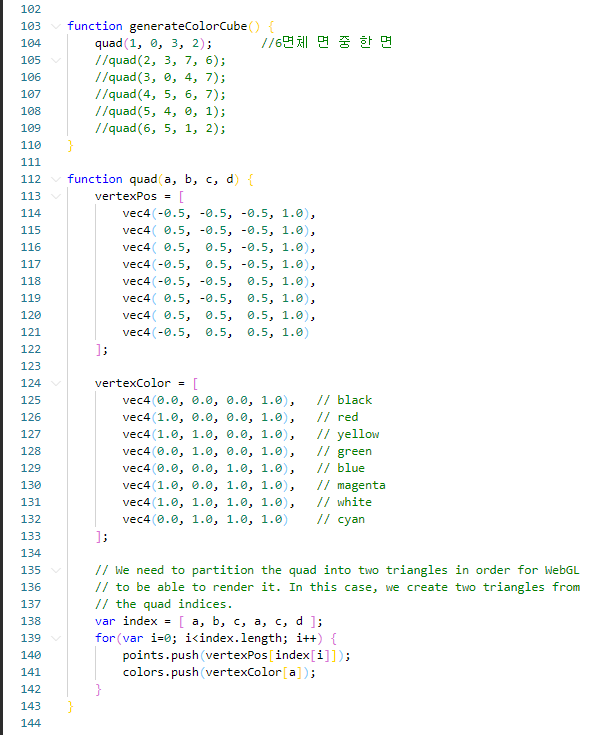 102
103 function generateColorCube() {
104     quad(1, 0, 3, 2);       //6면체 면 중 한 면
105     //quad(2, 3, 7, 6);
106     //quad(3, 0, 4, 7);
107     //quad(4, 5, 6, 7);
108     //quad(5, 4, 0, 1);
109     //quad(6, 5, 1, 2);
110 }
111
112 function quad(a, b, c, d) {
113     vertexPos = [
114         vec4(-0.5, -0.5, -0.5, 1.0),
115         vec4( 0.5, -0.5, -0.5, 1.0),
116         vec4( 0.5,  0.5, -0.5, 1.0),
117         vec4(-0.5,  0.5, -0.5, 1.0),
118         vec4(-0.5, -0.5,  0.5, 1.0),
119         vec4( 0.5, -0.5,  0.5, 1.0),
120         vec4( 0.5,  0.5,  0.5, 1.0),
121         vec4(-0.5,  0.5,  0.5, 1.0)
122     ];
123
124     vertexColor = [
125         vec4(0.0, 0.0, 0.0, 1.0),   // black
126         vec4(1.0, 0.0, 0.0, 1.0),   // red
127         vec4(1.0, 1.0, 0.0, 1.0),   // yellow
128         vec4(0.0, 1.0, 0.0, 1.0),   // green
129         vec4(0.0, 0.0, 1.0, 1.0),   // blue
130         vec4(1.0, 0.0, 1.0, 1.0),   // magenta
131         vec4(1.0, 1.0, 1.0, 1.0),   // white
132         vec4(0.0, 1.0, 1.0, 1.0)    // cyan
133     ];
134
135     // We need to partition the quad into two triangles in order for WebGL
136     // to be able to render it. In this case, we create two triangles from
137     // the quad indices.
138     var index = [ a, b, c, a, c, d ];
139     for(var i=0; i<index.length; i++) {
140         points.push(vertexPos[index[i]]);
141         colors.push(vertexColor[a]);
142     }
143 }
144